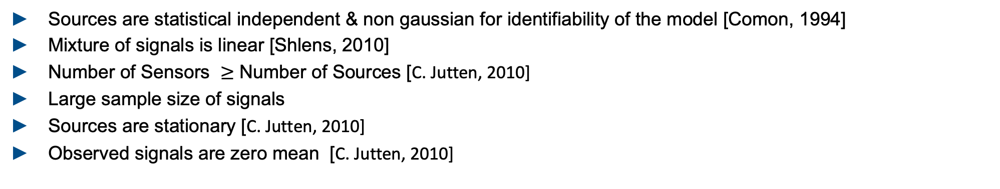 ► Sources are statistical independent & non gaussian for identifiability of the model [Comon, 1994]
► Mixture of signals is linear [Shlens, 2010]
► Number of Sensors ≥ Number of Sources [C. Jutten, 2010]
► Large sample size of signals
► Sources are stationary [C. Jutten, 2010]
► Observed signals are zero mean [C. Jutten, 2010]